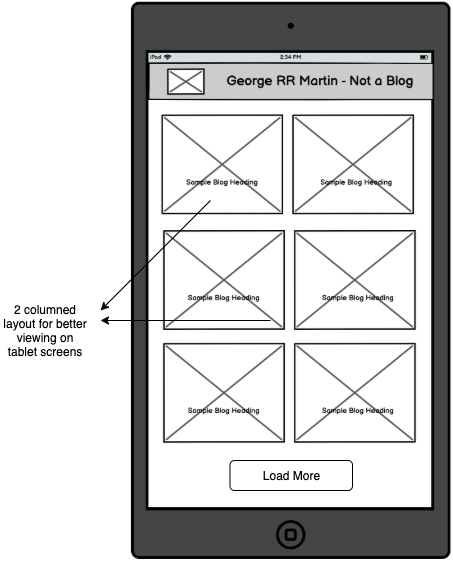 iPod 2:34 PM
George RR Martin - Not a Blog
Sample Blog Heading Sample Blog Heading
Sample Blog Heading Sample Blog Heading
2 columned
layout for better
viewing on
tablet screens
Sample Blog Heading Sample Blog Heading
Load More